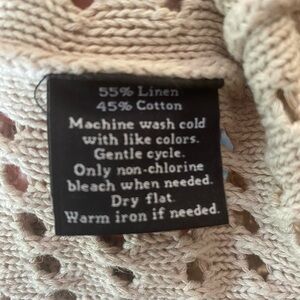 55% Linen
45% Cotton
Machine wash cold
with like colors.
Gentle cycle.
Only non-chlorine
bleach when needed.
Dry flat.
Warm iron if needed.